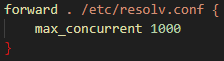 forward . /etc/resolv.conf {
    max_concurrent 1000
}